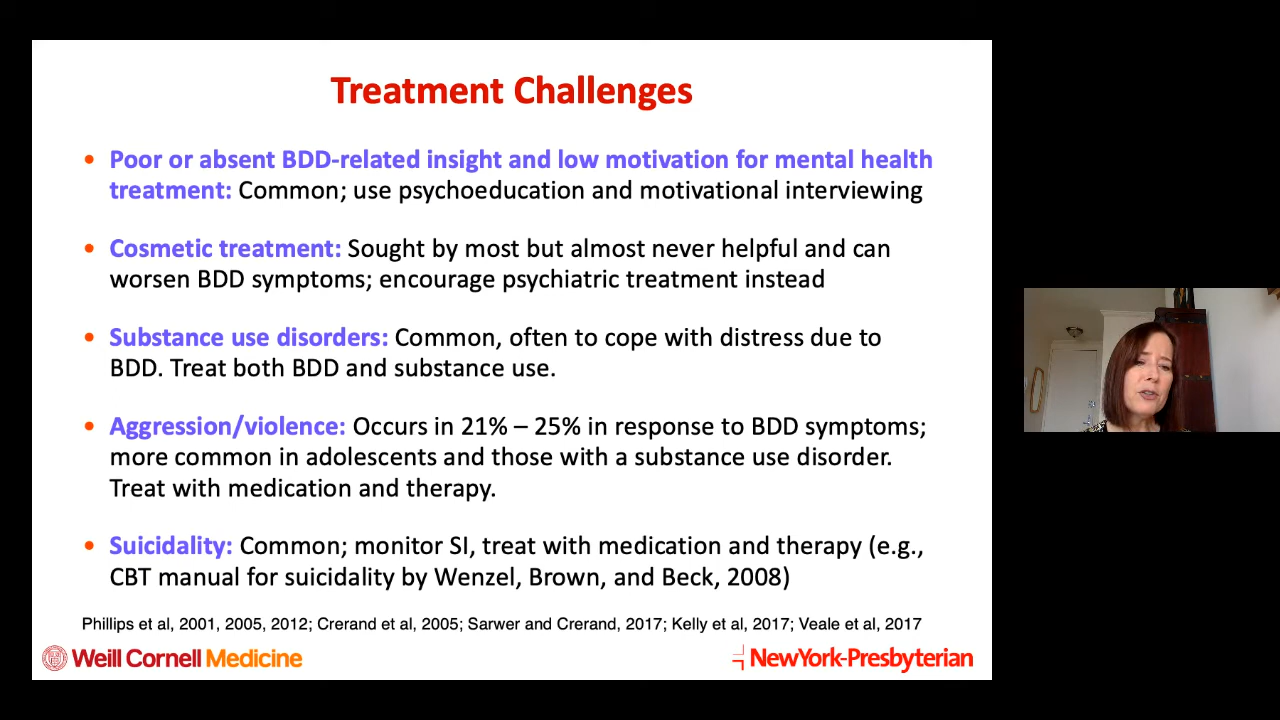 Treatment Challenges
• Poor or absent BDD-related insight and low motivation for mental health
treatment: Common; use psychoeducation and motivational interviewing
• Cosmetic treatment: Sought by most but almost never helpful and can
worsen BDD symptoms; encourage psychiatric treatment instead
• Substance use disorders: Common, often to cope with distress due to
BDD. Treat both BDD and substance use.
• Aggression/violence: Occurs in 21% – 25% in response to BDD symptoms;
more common in adolescents and those with a substance use disorder.
Treat with medication and therapy.
• Suicidality: Common; monitor SI, treat with medication and therapy (e.g.,
CBT manual for suicidality by Wenzel, Brown, and Beck, 2008)
Phillips et al, 2001, 2005, 2012; Crerand et al, 2005; Sarwer and Crerand, 2017; Kelly et al, 2017; Veale et al, 2017
Weill Cornell Medicine
NewYork-Presbyterian